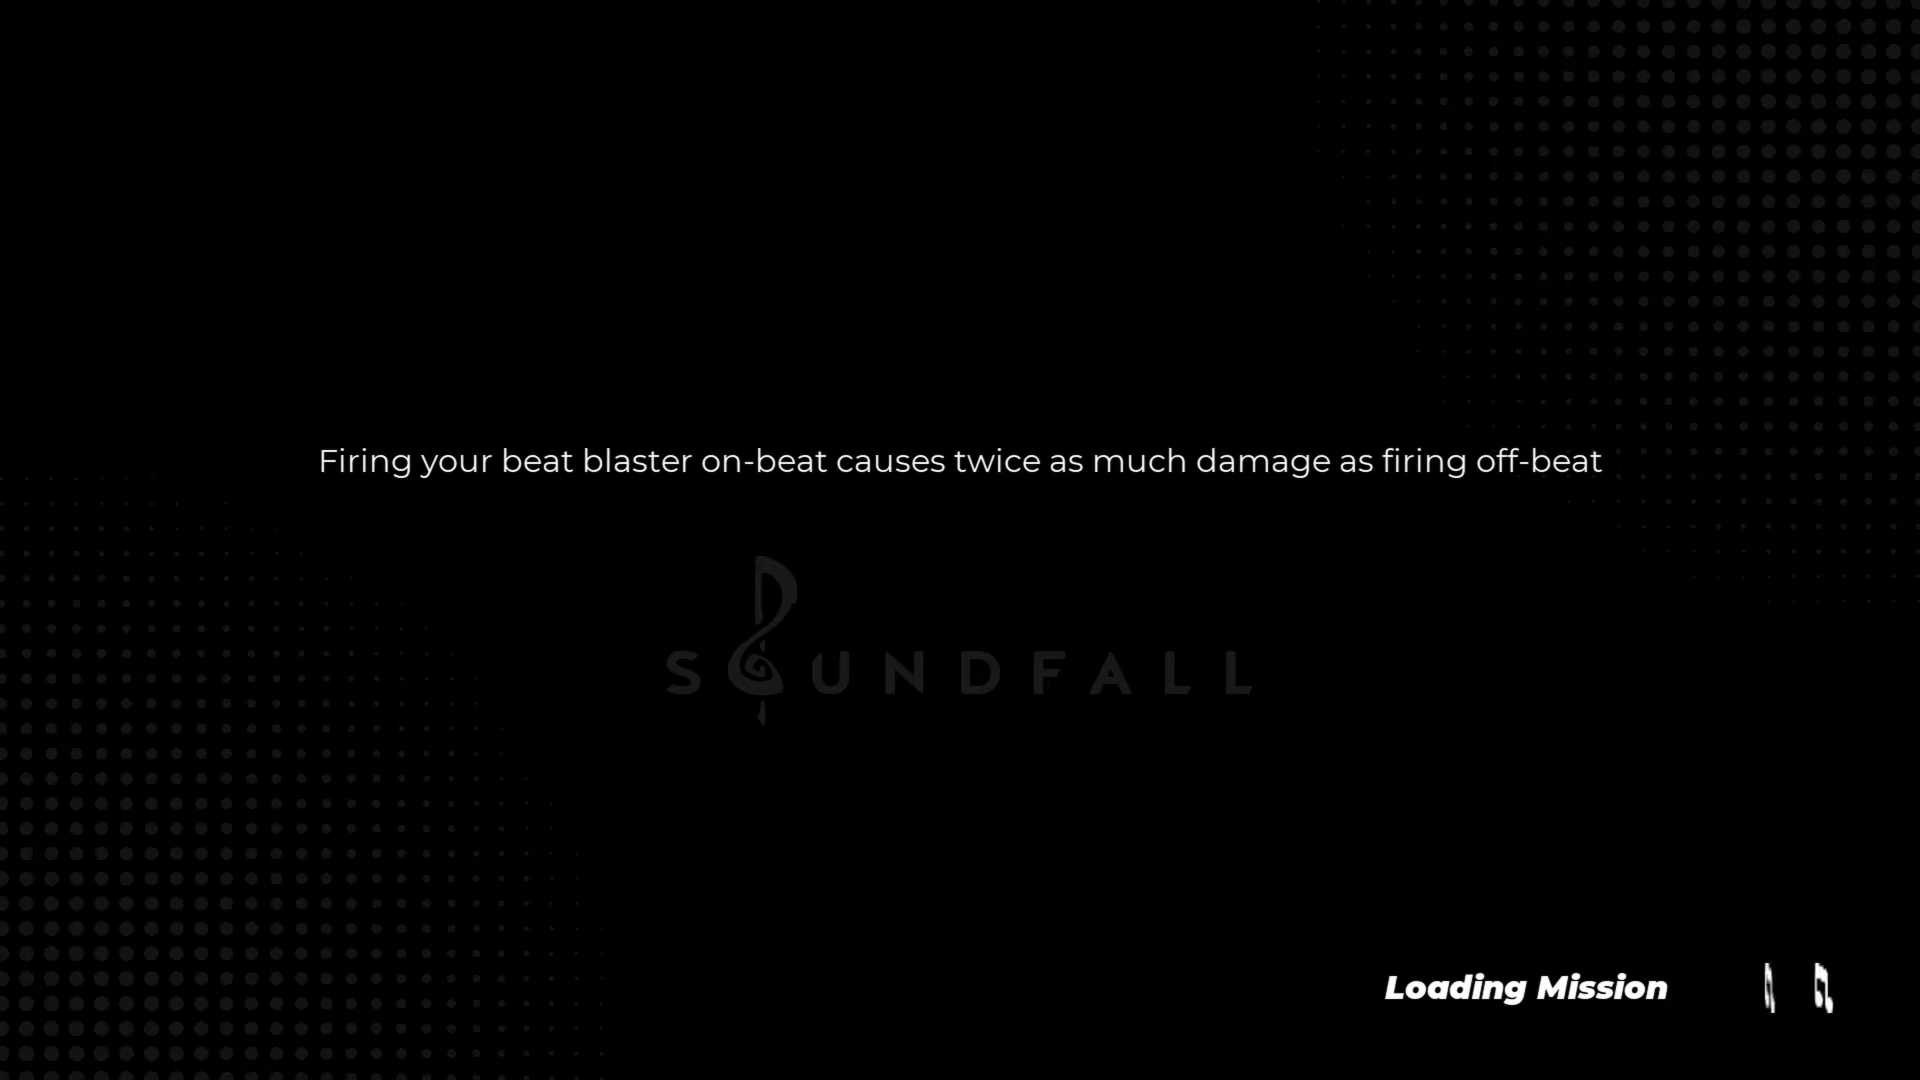 Firing your beat blaster on-beat causes twice as much damage as firing off-beat
SOUNDFALL
Loading Mission